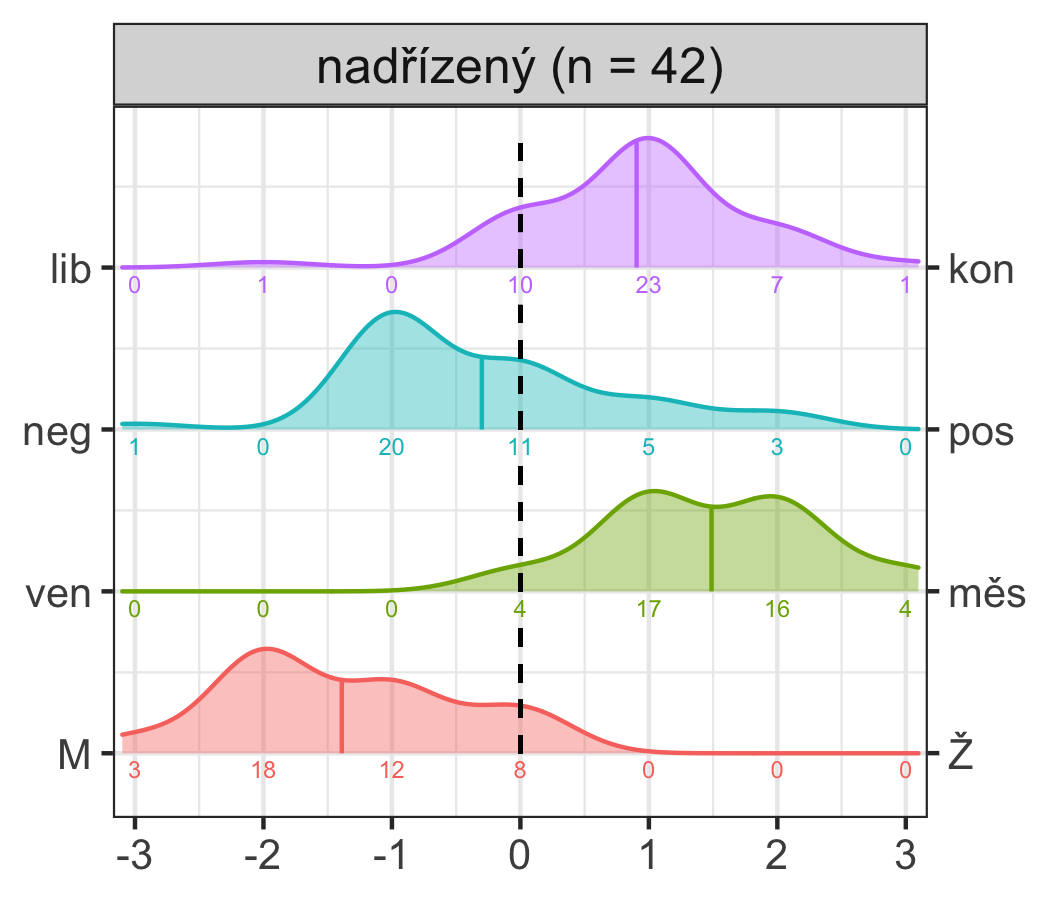 nadřízený (n = 42)
lib kon
0 1 0 10 23 7 1
neg pos
1 0 20 11 5 3 0
ven měs
0 0 0 4 17 16 4
M Ž
3 18 12 8 0 0 0
-3 -2 -1 0 1 2 3